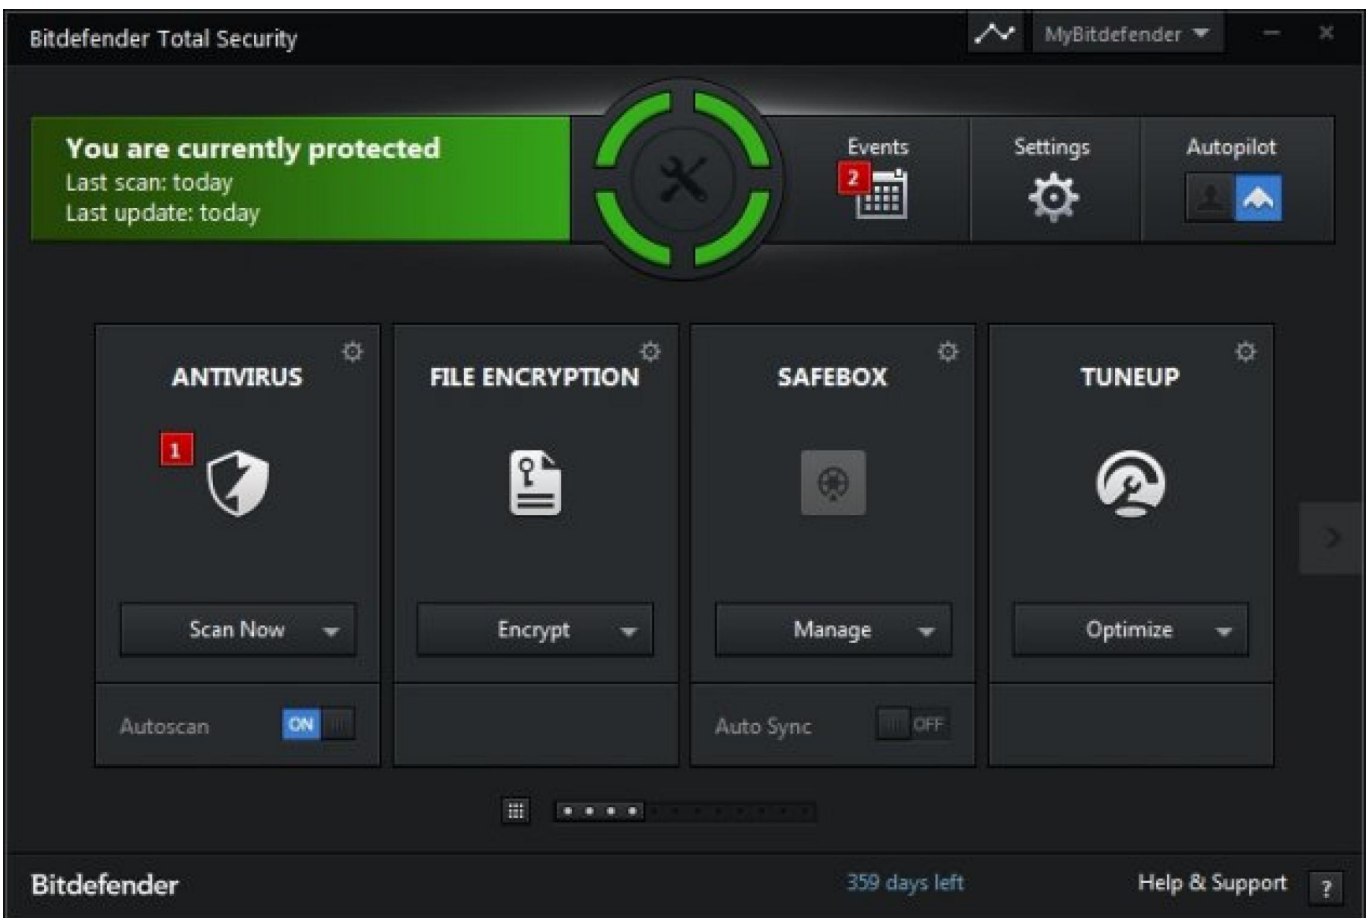 Bitdefender Total Security
MyBitdefender
You are currently protected
Last scan: today
Last update: today
Events
2
Settings
Autopilot
ANTIVIRUS
1
Scan Now
Autoscan
ON
FILE ENCRYPTION
Encrypt
SAFEBOX
Manage
Auto Sync
OFF
TUNEUP
Optimize
Bitdefender
359 days left
Help & Support
?